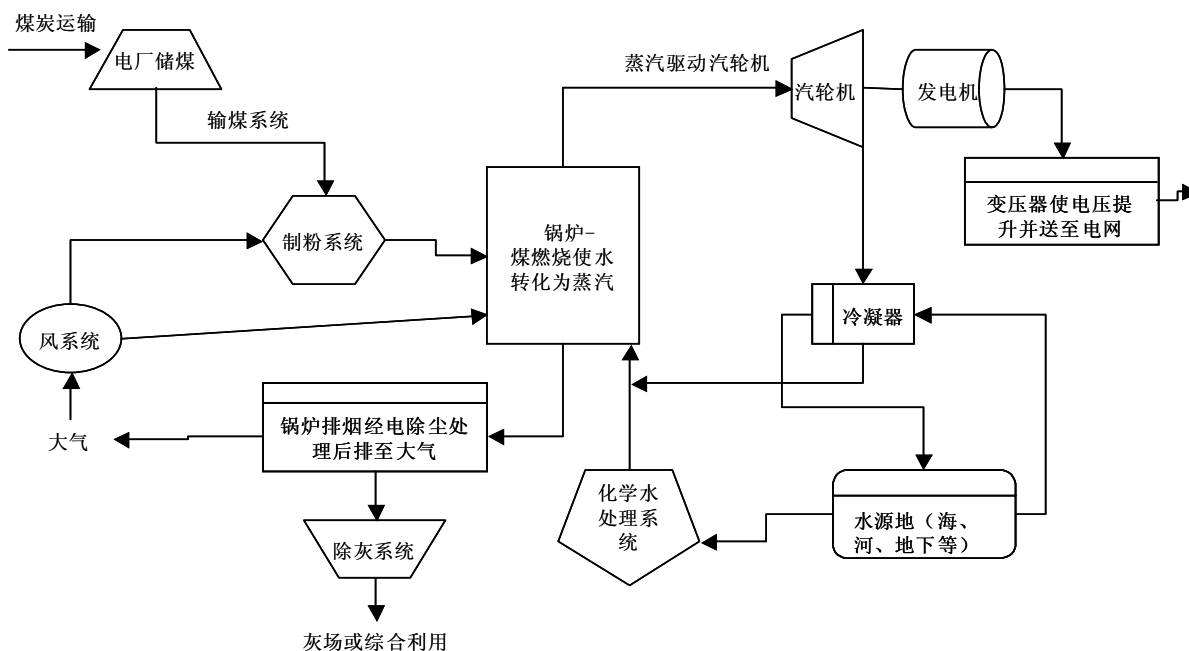 煤炭运输
电厂储煤
输煤系统
蒸汽驱动汽轮机
汽轮机
发电机
变压器使电压提
升并送至电网
制粉系统
锅炉-
煤燃烧使水
转化为蒸汽
风系统
冷凝器
大气
锅炉排烟经电除尘处
理后排至大气
化学水
处理系
统
水源地（海、
河、地下等）
除灰系统
灰场或综合利用